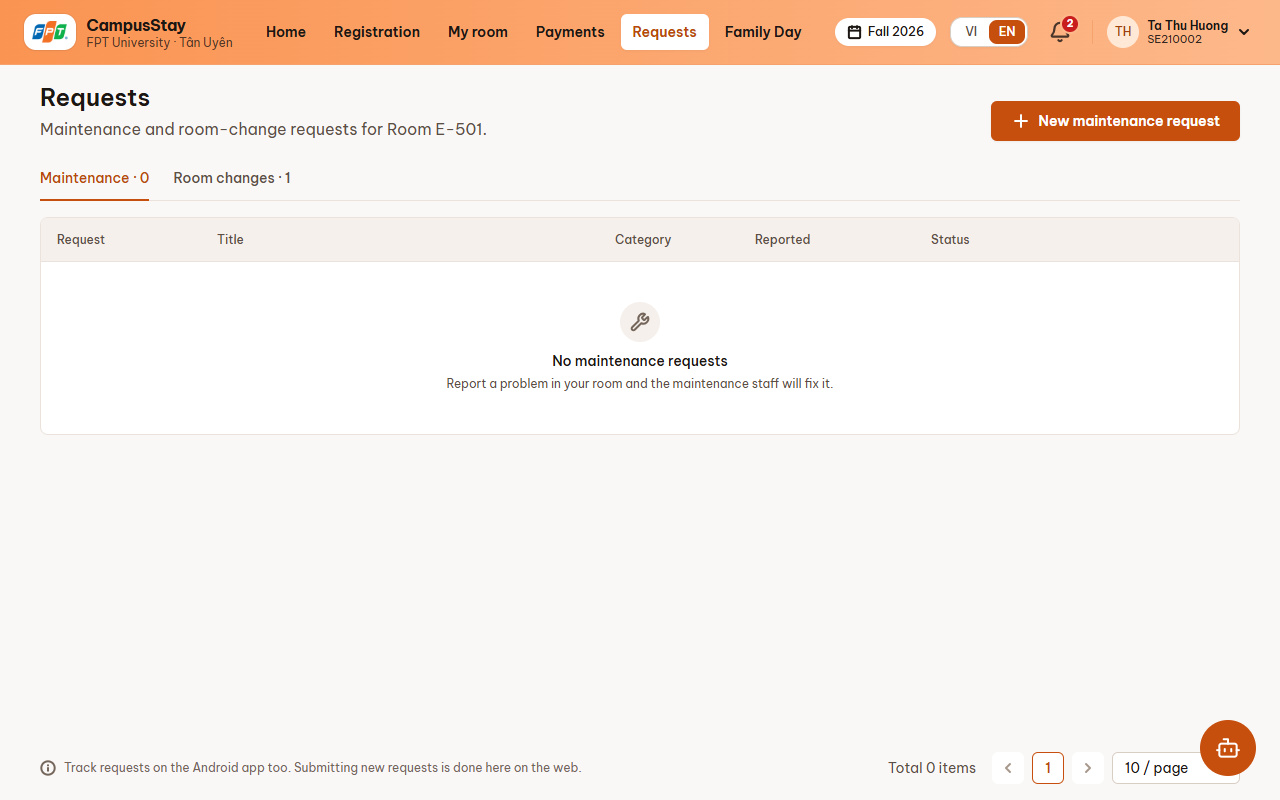 FPT
CampusStay
FPT University · Tân Uyên
Home
Registration
My room
Payments
Requests
Family Day
Fall 2026
VI
EN
2
TH
Ta Thu Huong
SE210002
Requests
Maintenance and room-change requests for Room E-501.
New maintenance request
Maintenance · 0
Room changes · 1
Request
Title
Category
Reported
Status
No maintenance requests
Report a problem in your room and the maintenance staff will fix it.
Track requests on the Android app too. Submitting new requests is done here on the web.
Total 0 items
1
10 / page